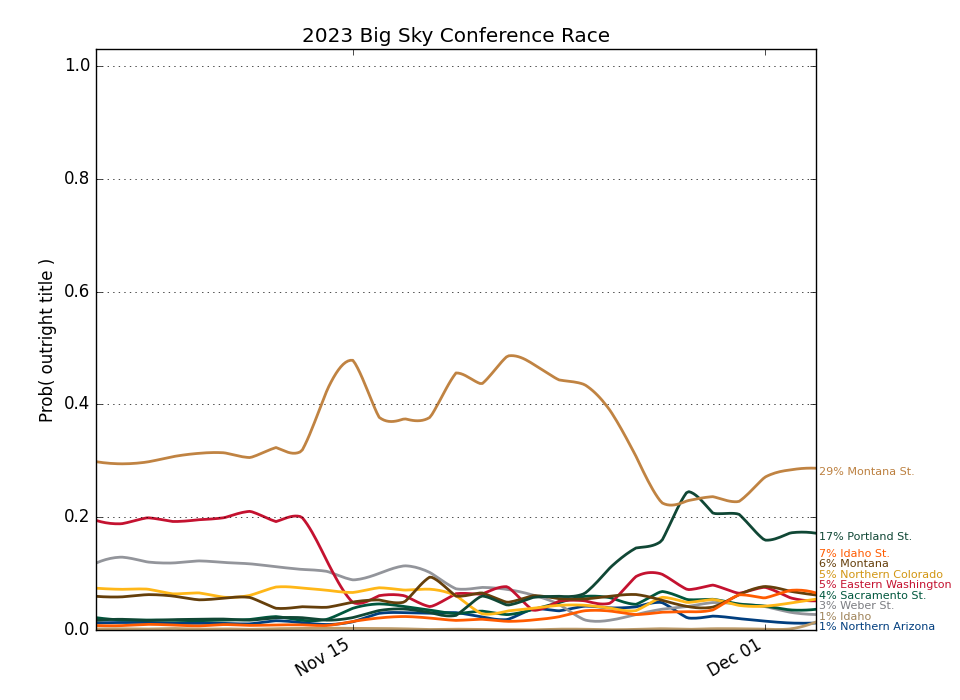 2023 Big Sky Conference Race
Prob( outright title )
1.0
0.8
0.6
0.4
0.2
0.0
Nov 15
Dec 01
29% Montana St.
17% Portland St.
7% Idaho St.
6% Montana
5% Northern Colorado
5% Eastern Washington
4% Sacramento St.
3% Weber St.
1% Idaho
1% Northern Arizona